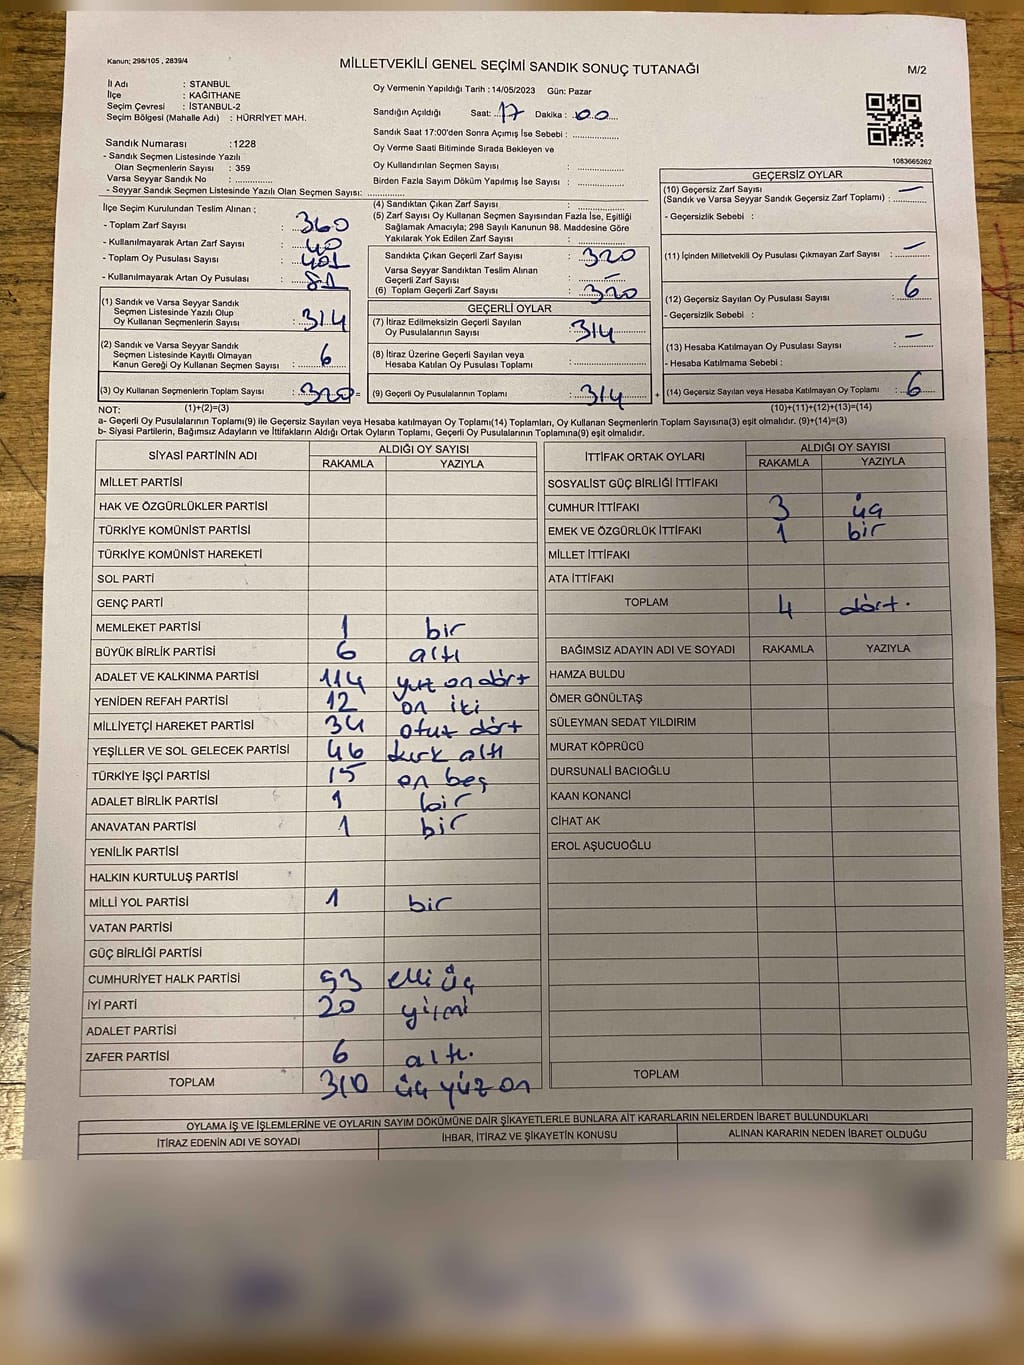 Kanun; 298/105 , 2839/4
MİLLETVEKİLİ GENEL SEÇİMİ SANDIK SONUÇ TUTANAĞI
M/2
İl Adı : STANBUL
İlçe : KAĞITHANE
Seçim Çevresi : İSTANBUL-2
Seçim Bölgesi (Mahalle Adı) : HÜRRİYET MAH.
Oy Vermenin Yapıldığı Tarih : 14/05/2023 Gün: Pazar
Sandığın Açıldığı Saat: 17 Dakika : 00
Sandık Saat 17:00'den Sonra Açımış İse Sebebi :
Oy Verme Saati Bitiminde Sırada Bekleyen ve
Oy Kullandırılan Seçmen Sayısı :
Birden Fazla Sayım Döküm Yapılmış İse Sayısı :
1083665262
Sandık Numarası : 1228
- Sandık Seçmen Listesinde Yazılı
Olan Seçmenlerin Sayısı : 359
Varsa Seyyar Sandık No :
- Seyyar Sandık Seçmen Listesinde Yazılı Olan Seçmen Sayısı:
İlçe Seçim Kurulundan Teslim Alınan ;
- Toplam Zarf Sayısı : 360
- Kullanılmayarak Artan Zarf Sayısı : 40
- Toplam Oy Pusulası Sayısı : 401
- Kullanılmayarak Artan Oy Pusulası : 81
(1) Sandık ve Varsa Seyyar Sandık
Seçmen Listesinde Yazılı Olup
Oy Kullanan Seçmenlerin Sayısı : 314
(2) Sandık ve Varsa Seyyar Sandık
Seçmen Listesinde Kayıtlı Olmayan
Kanun Gereği Oy Kullanan Seçmen Sayısı : 6
(3) Oy Kullanan Seçmenlerin Toplam Sayısı : 320 =
(4) Sandıktan Çıkan Zarf Sayısı :
(5) Zarf Sayısı Oy Kullanan Seçmen Sayısından Fazla İse, Eşitliği
Sağlamak Amacıyla; 298 Sayılı Kanunun 98. Maddesine Göre
Yakılarak Yok Edilen Zarf Sayısı :
Sandıkta Çıkan Geçerli Zarf Sayısı : 320
Varsa Seyyar Sandıktan Teslim Alınan
Geçerli Zarf Sayısı : -
(6) Toplam Geçerli Zarf Sayısı : 320
GEÇERLİ OYLAR
(7) İtiraz Edilmeksizin Geçerli Sayılan
Oy Pusulasının Sayısı : 314
(8) İtiraz Üzerine Geçerli Sayılan veya
Hesaba Katılan Oy Pusulası Toplamı :
(9) Geçerli Oy Pusulalarının Toplamı : 314 +
GEÇERSİZ OYLAR
(10) Geçersiz Zarf Sayısı
(Sandık ve Varsa Seyyar Sandık Geçersiz Zarf Toplamı) : -
- Geçersizlik Sebebi :
(11) İçinden Milletvekili Oy Pusulası Çıkmayan Zarf Sayısı : -
(12) Geçersiz Sayılan Oy Pusulası Sayısı : 6
- Geçersizlik Sebebi :
(13) Hesaba Katılmayan Oy Pusulası Sayısı : -
- Hesaba Katılmama Sebebi :
(14) Geçersiz Sayılan veya Hesaba Katılmayan Oy Toplamı : 6
NOT: (1)+(2)=(3)
(10)+(11)+(12)+(13)=(14)
a- Geçerli Oy Pusulalarının Toplamı(9) İle Geçersiz Sayılan veya Hesaba katılmayan Oy Toplamı(14) Toplamları, Oy Kullanan Seçmenlerin Toplam Sayısına(3) eşit olmalıdır. (9)+(14)=(3)
b- Siyasi Partilerin, Bağımsız Adayların ve İttifakların Aldığı Ortak Oyların Toplamı, Geçerli Oy Pusulalarının Toplamına(9) eşit olmalıdır.
SİYASİ PARTİNİN ADI ALDIĞI OY SAYISI
RAKAMLA YAZIYLA
MİLLET PARTİSİ
HAK VE ÖZGÜRLÜKLER PARTİSİ
TÜRKİYE KOMÜNİST PARTİSİ
TÜRKİYE KOMÜNİST HAREKETİ
SOL PARTİ
GENÇ PARTİ
MEMLEKET PARTİSİ 1 bir
BÜYÜK BİRLİK PARTİSİ 6 altı
ADALET VE KALKINMA PARTİSİ 114 yuz on dört
YENİDEN REFAH PARTİSİ 12 on iki
MİLLİYETÇİ HAREKET PARTİSİ 34 otuz dört
YEŞİLLER VE SOL GELECEK PARTİSİ 46 kırk altı
TÜRKİYE İŞÇİ PARTİSİ 15 on beş
ADALET BİRLİK PARTİSİ 1 bir
ANAVATAN PARTİSİ 1 bir
YENİLİK PARTİSİ
HALKIN KURTULUŞ PARTİSİ
MİLLİ YOL PARTİSİ 1 bir
VATAN PARTİSİ
GÜÇ BİRLİĞİ PARTİSİ
CUMHURİYET HALK PARTİSİ 53 elli üç
İYİ PARTİ 20 yirmi
ADALET PARTİSİ
ZAFER PARTİSİ 6 altı.
TOPLAM 310 üç yüz on
İTTİFAK ORTAK OYLARI ALDIĞI OY SAYISI
RAKAMLA YAZIYLA
SOSYALİST GÜÇ BİRLİĞİ İTTİFAKI
CUMHUR İTTİFAKI 3 üç
EMEK VE ÖZGÜRLÜK İTTİFAKI 1 bir
MİLLET İTTİFAKI
ATA İTTİFAKI
TOPLAM 4 dört.
BAĞIMSIZ ADAYIN ADI VE SOYADI RAKAMLA YAZIYLA
HAMZA BULDU
ÖMER GÖNÜLTAŞ
SÜLEYMAN SEDAT YILDIRIM
MURAT KÖPRÜCÜ
DURSUNALİ BACIOĞLU
KAAN KONANCİ
CİHAT AK
EROL AŞUCUOĞLU
TOPLAM
OYLAMA İŞ VE İŞLEMLERİNE VE OYLARIN SAYIM DÖKÜMÜNE DAİR ŞİKAYETLERLE BUNLARA AİT KARARLARIN NELERDEN İBARET BULUNDUKLARI
İTİRAZ EDENİN ADI VE SOYADI İHBAR, İTİRAZ VE ŞİKAYETİN KONUSU ALINAN KARARIN NEDEN İBARET OLDUĞU